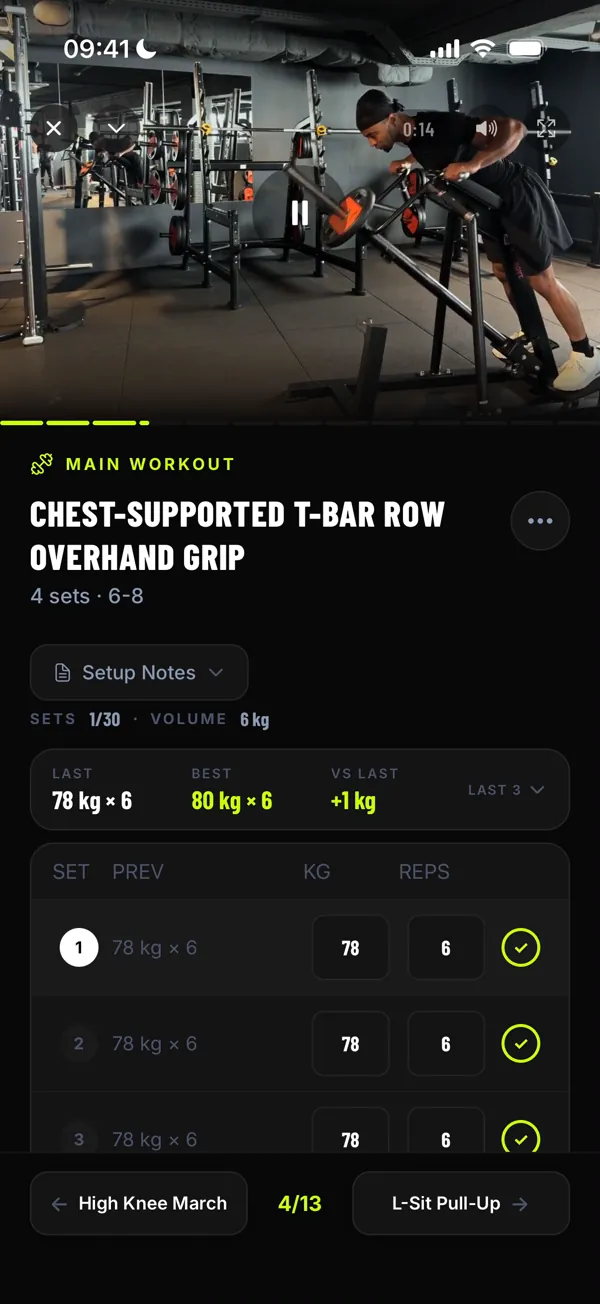 09:41
0:14
MAIN WORKOUT
CHEST-SUPPORTED T-BAR ROW
OVERHAND GRIP
4 sets · 6-8
Setup Notes
SETS 1/30 · VOLUME 6 kg
LAST BEST VS LAST
78 kg × 6 80 kg × 6 +1 kg
LAST 3
SET PREV KG REPS
1 78 kg × 6 78 6
2 78 kg × 6 78 6
3 78 kg × 6 78 6
← High Knee March 4/13 L-Sit Pull-Up →